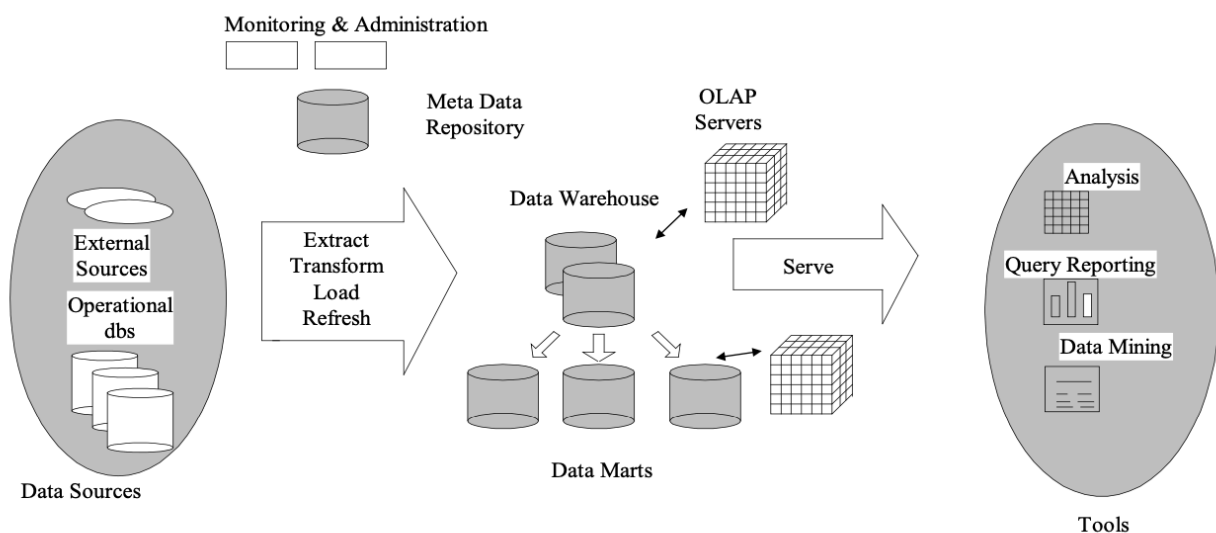 Monitoring & Administration
Meta Data
Repository
OLAP
Servers
Data Warehouse
External
Sources
Operational
dbs
Data Sources
Extract
Transform
Load
Refresh
Serve
Data Marts
Analysis
Query Reporting
Data Mining
Tools